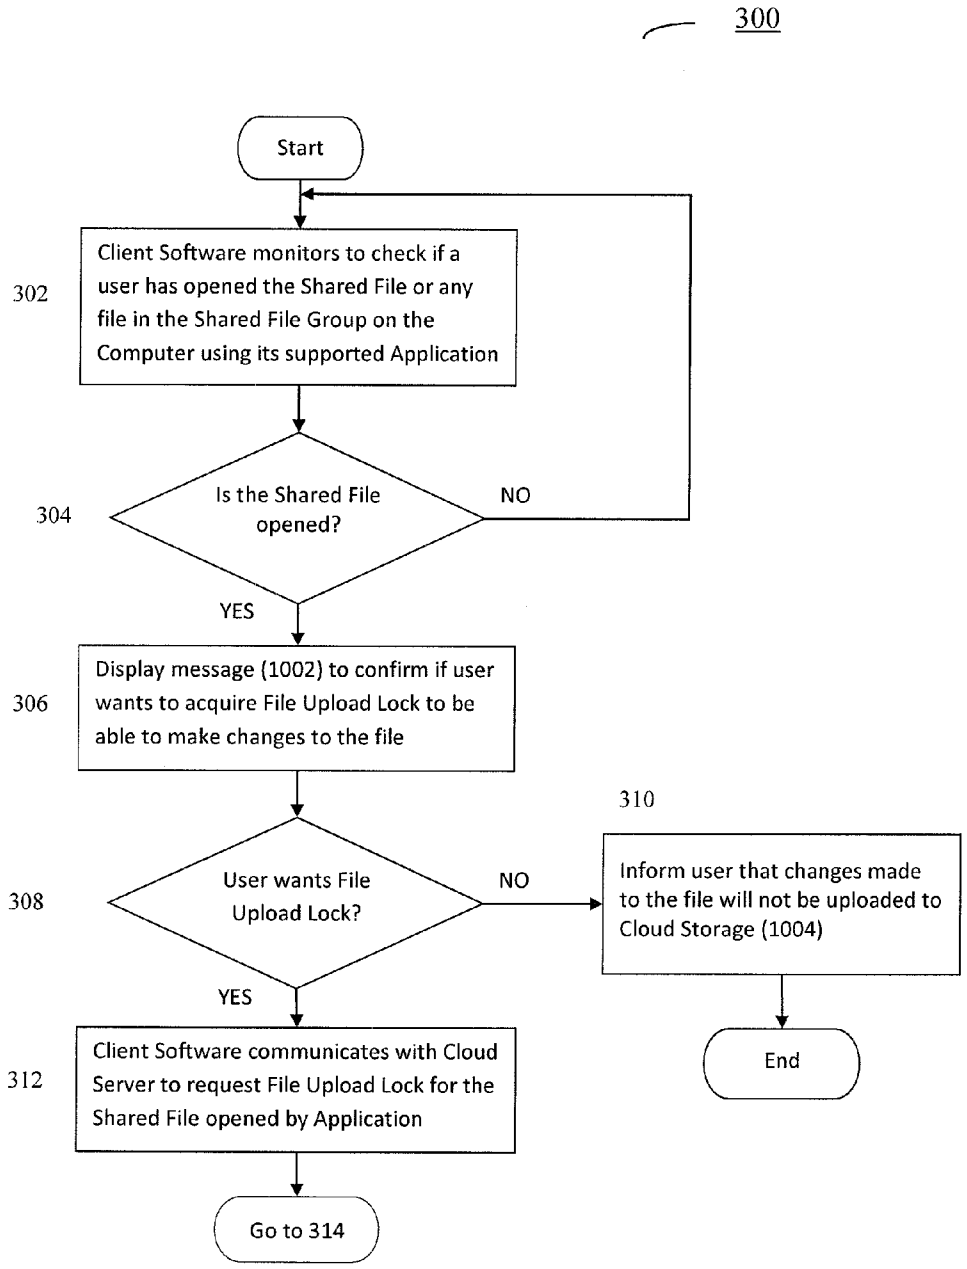 300
Start
Client Software monitors to check if a
user has opened the Shared File or any
file in the Shared File Group on the
Computer using its supported Application
302
Is the Shared File
opened?
304
NO
YES
Display message (1002) to confirm if user
wants to acquire File Upload Lock to be
able to make changes to the file
306
User wants File
Upload Lock?
308
NO
310
Inform user that changes made
to the file will not be uploaded to
Cloud Storage (1004)
End
YES
Client Software communicates with Cloud
Server to request File Upload Lock for the
Shared File opened by Application
312
Go to 314